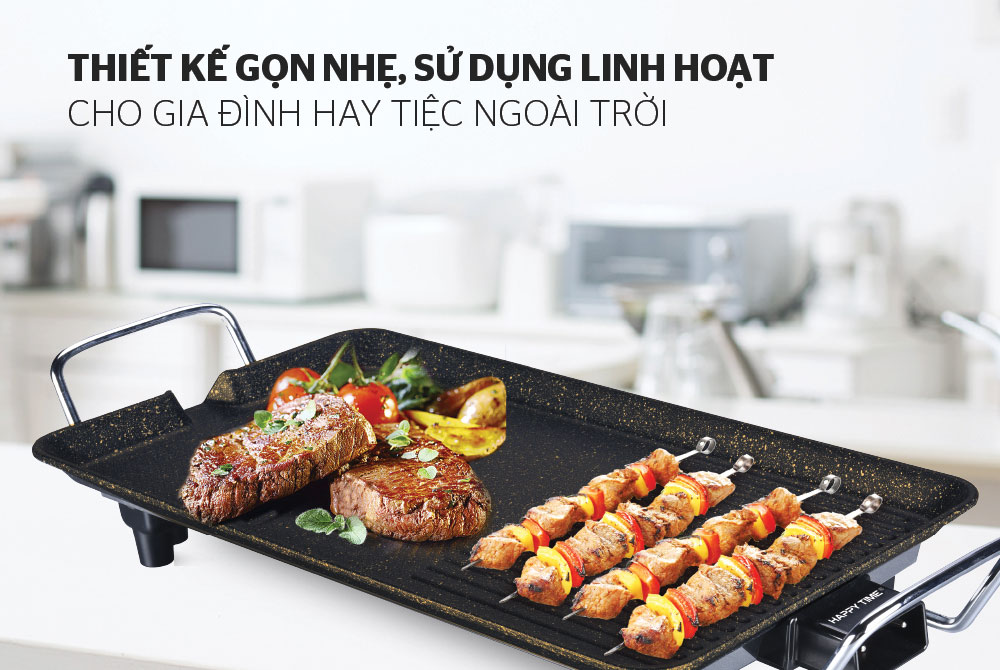 THIẾT KẾ GỌN NHẸ, SỬ DỤNG LINH HOẠT
CHO GIA ĐÌNH HAY TIỆC NGOÀI TRỜI
HAPPY TIME